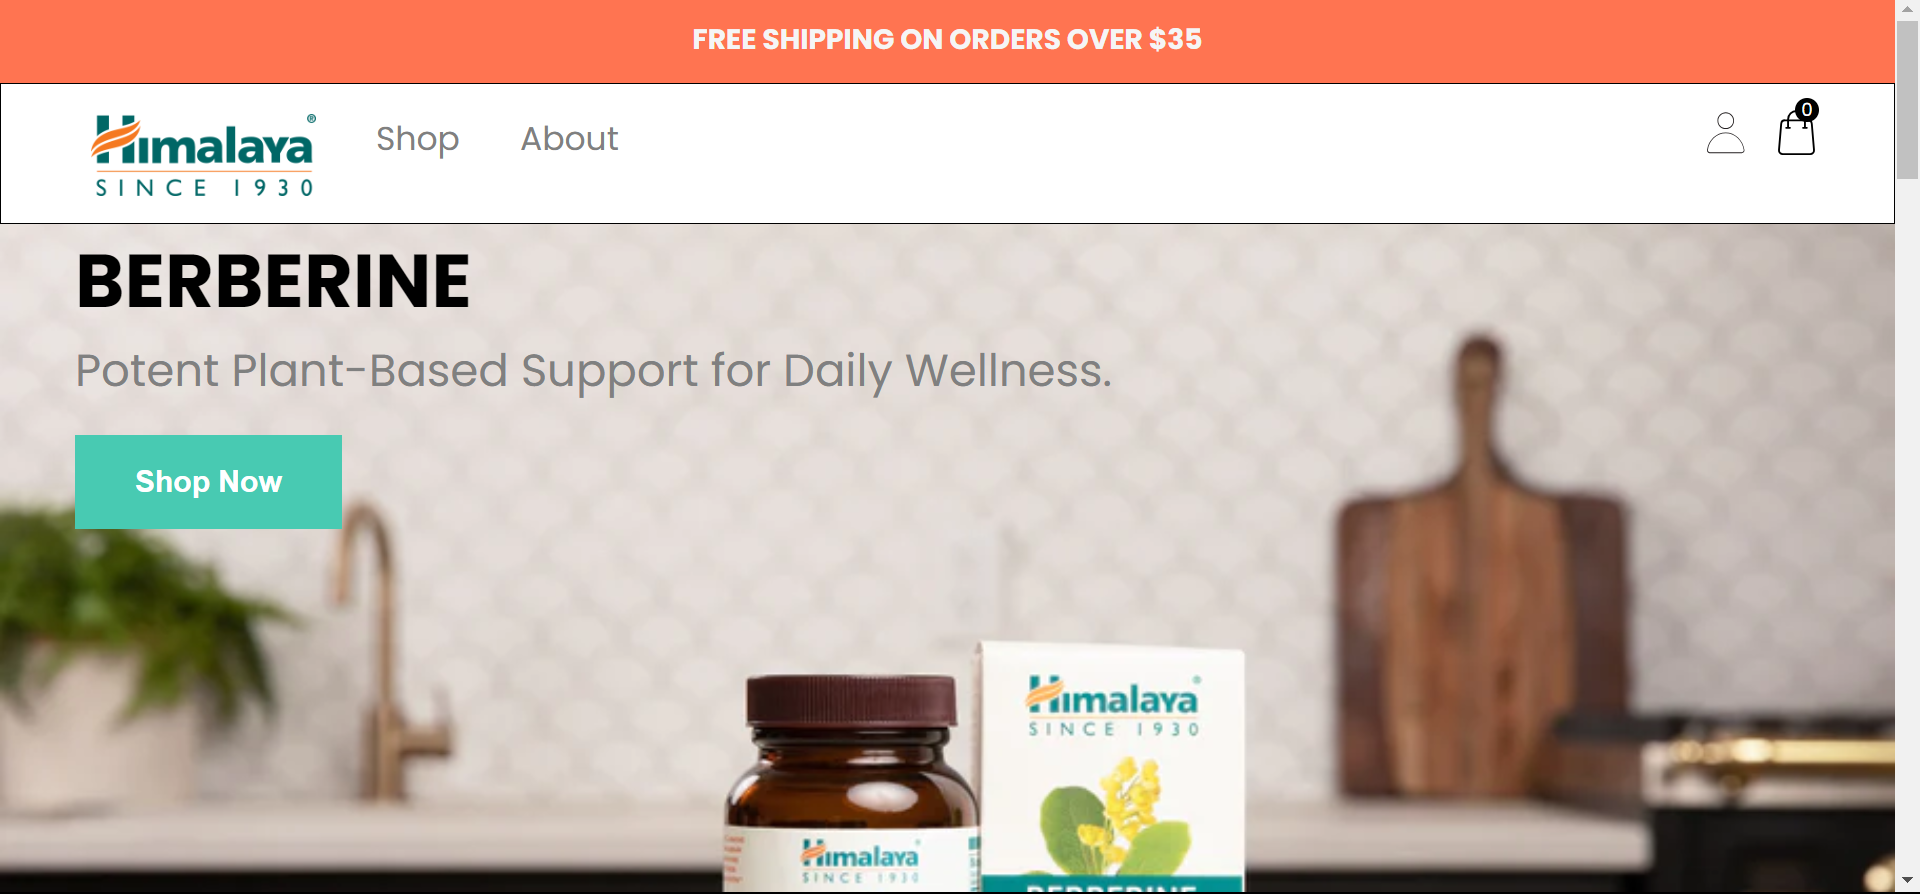 FREE SHIPPING ON ORDERS OVER $35
Himalaya®
SINCE 1930
Shop
About
0
BERBERINE
Potent Plant-Based Support for Daily Wellness.
Shop Now
Himalaya®
SINCE 1930
Himalaya
SINCE 1930
BERBERINE